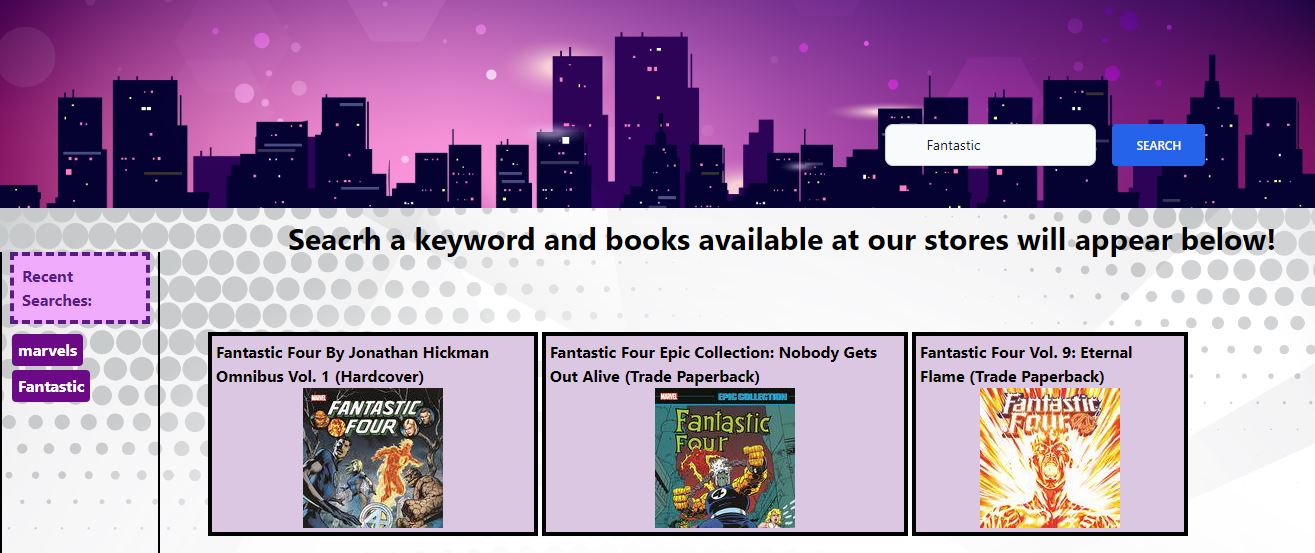 Fantastic
SEARCH
Seacrh a keyword and books available at our stores will appear below!
Recent
Searches:
marvels
Fantastic
Fantastic Four By Jonathan Hickman
Omnibus Vol. 1 (Hardcover)
MARVEL
FANTASTIC
FOUR
Fantastic Four Epic Collection: Nobody Gets
Out Alive (Trade Paperback)
MARVEL
EPIC COLLECTION
Fantastic
Four
Fantastic Four Vol. 9: Eternal
Flame (Trade Paperback)
Fantastic
Four